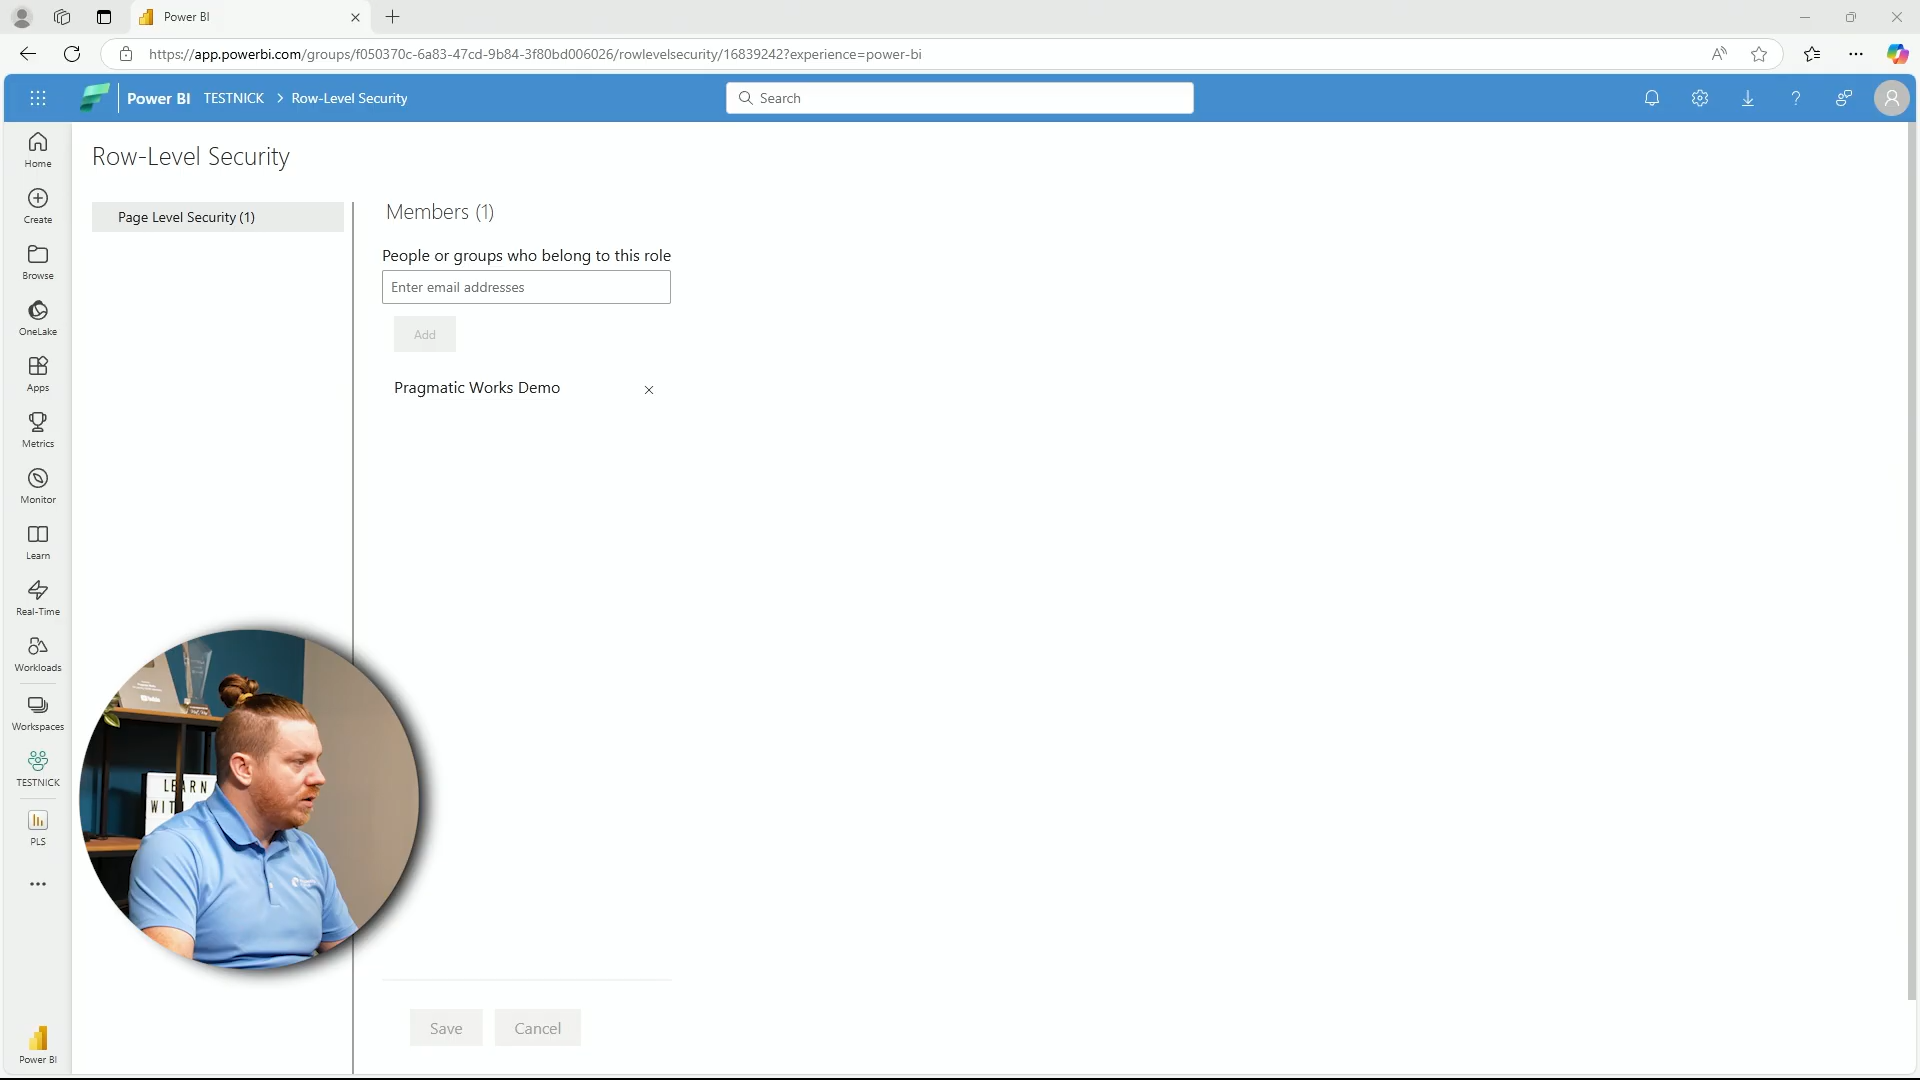 Power BI
https://app.powerbi.com/groups/f050370c-6a83-47cd-9b84-3f80bd006026/rowlevelsecurity/16839242?experience=power-bi
Power BI TESTNICK > Row-Level Security
Search
Home
Create
Browse
OneLake
Apps
Metrics
Monitor
Learn
Real-Time
Workloads
Workspaces
TESTNICK
PLS
Power BI
Row-Level Security
Page Level Security (1)
Members (1)
People or groups who belong to this role
Enter email addresses
Add
Pragmatic Works Demo
LEARN
WIT
Save
Cancel